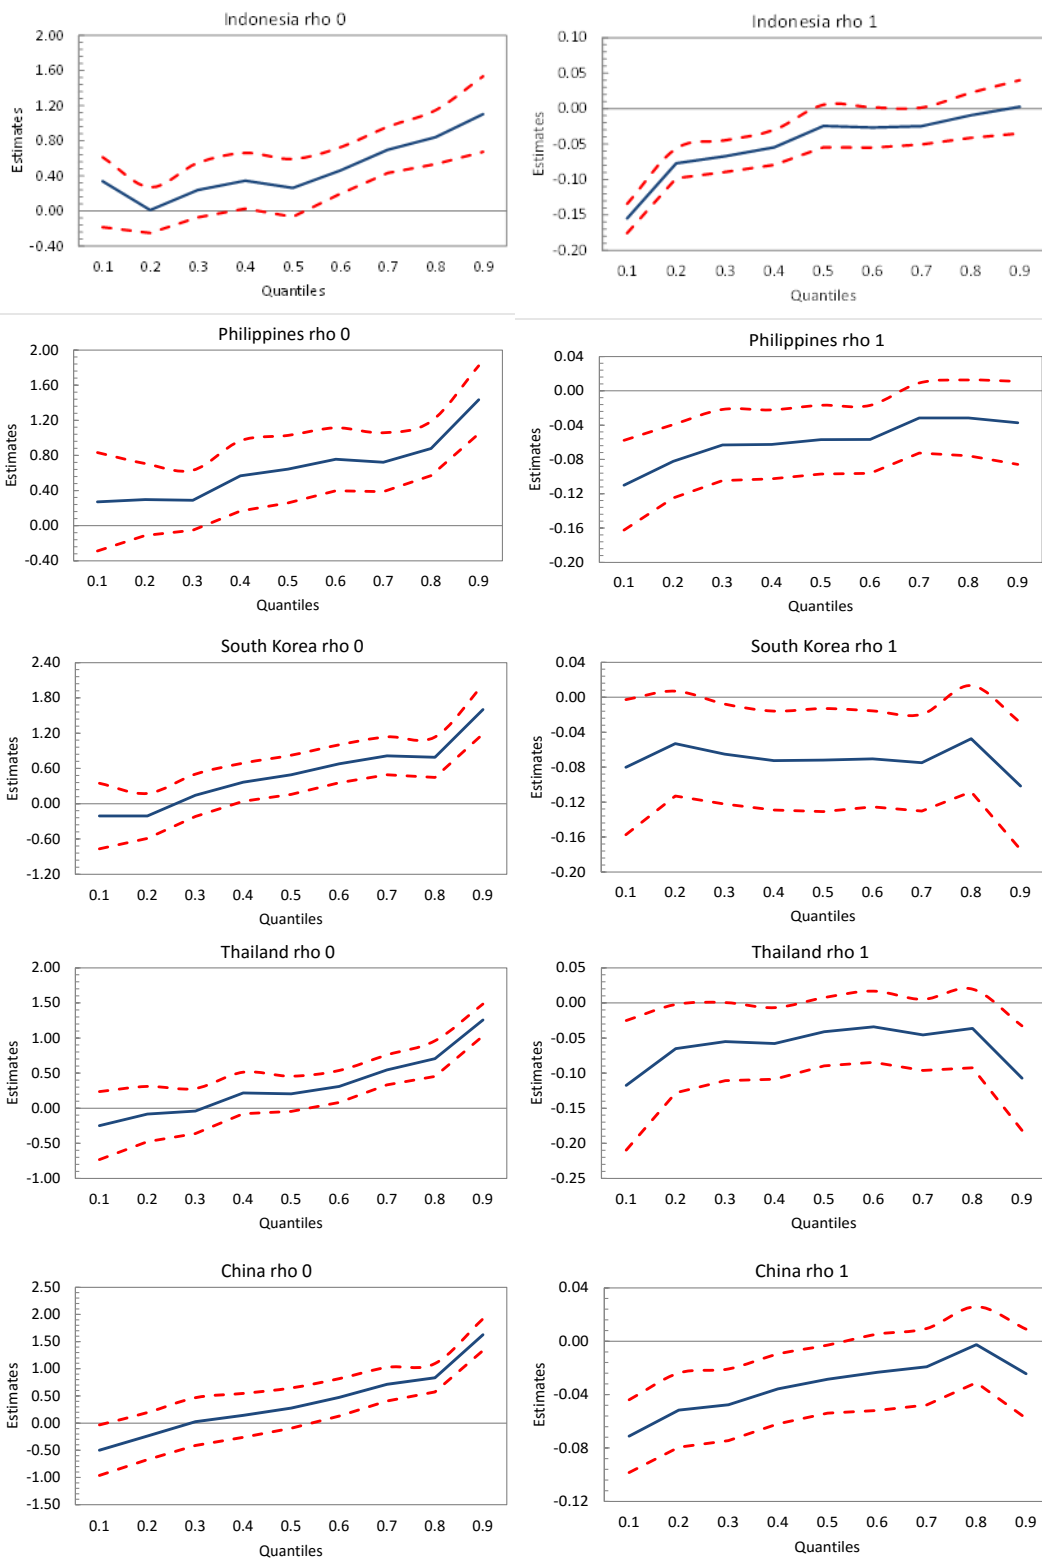 Indonesia rho 0
2.00
1.60
1.20
0.80
0.40
0.00
-0.40
Estimates
0.1 0.2 0.3 0.4 0.5 0.6 0.7 0.8 0.9
Quantiles
Indonesia rho 1
0.10
0.05
0.00
-0.05
-0.10
-0.15
-0.20
Estimates
0.1 0.2 0.3 0.4 0.5 0.6 0.7 0.8 0.9
Quantiles
Philippines rho 0
2.00
1.60
1.20
0.80
0.40
0.00
-0.40
Estimates
0.1 0.2 0.3 0.4 0.5 0.6 0.7 0.8 0.9
Quantiles
Philippines rho 1
0.04
0.00
-0.04
-0.08
-0.12
-0.16
-0.20
Estimates
0.1 0.2 0.3 0.4 0.5 0.6 0.7 0.8 0.9
Quantiles
South Korea rho 0
2.40
1.80
1.20
0.60
0.00
-0.60
-1.20
Estimates
0.1 0.2 0.3 0.4 0.5 0.6 0.7 0.8 0.9
Quantiles
South Korea rho 1
0.04
0.00
-0.04
-0.08
-0.12
-0.16
-0.20
Estimates
0.1 0.2 0.3 0.4 0.5 0.6 0.7 0.8 0.9
Quantiles
Thailand rho 0
2.00
1.50
1.00
0.50
0.00
-0.50
-1.00
Estimates
0.1 0.2 0.3 0.4 0.5 0.6 0.7 0.8 0.9
Quantiles
Thailand rho 1
0.05
0.00
-0.05
-0.10
-0.15
-0.20
-0.25
Estimates
0.1 0.2 0.3 0.4 0.5 0.6 0.7 0.8 0.9
Quantiles
China rho 0
2.50
2.00
1.50
1.00
0.50
0.00
-0.50
-1.00
-1.50
Estimates
0.1 0.2 0.3 0.4 0.5 0.6 0.7 0.8 0.9
Quantiles
China rho 1
0.04
0.00
-0.04
-0.08
-0.12
Estimates
0.1 0.2 0.3 0.4 0.5 0.6 0.7 0.8 0.9
Quantiles